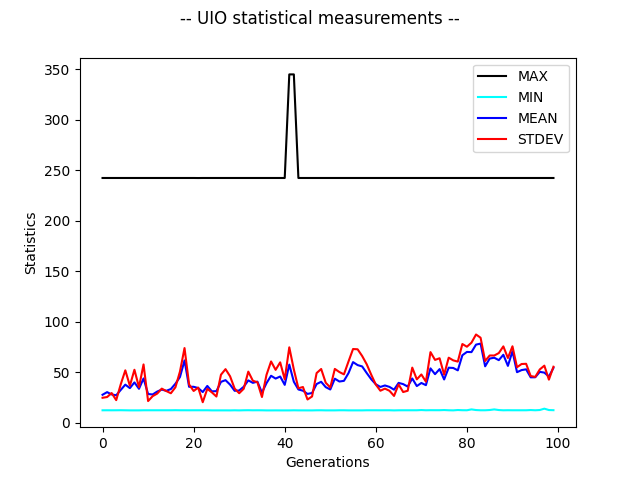 -- UIO statistical measurements --
350
300
250
200
150
100
50
0
Statistics
MAX
MIN
MEAN
STDEV
0 20 40 60 80 100
Generations